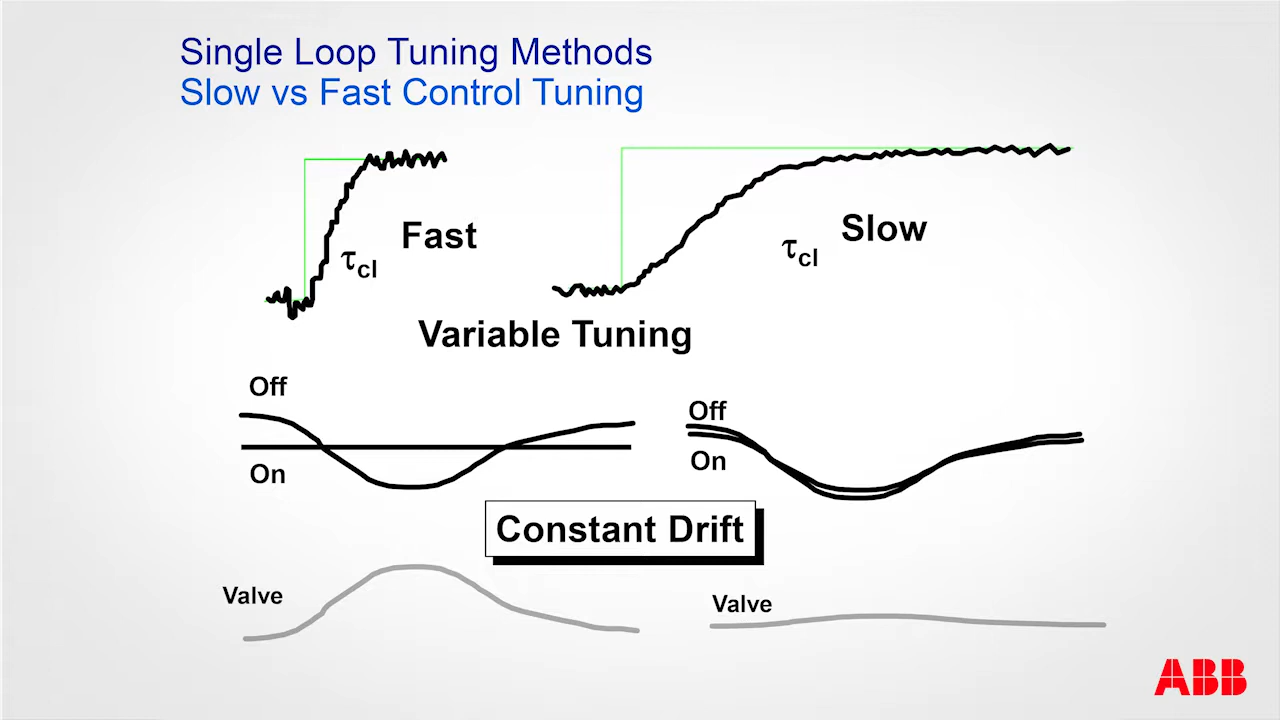 Single Loop Tuning Methods
Slow vs Fast Control Tuning
Fast
τcl
Slow
τcl
Variable Tuning
Off
On
Off
On
Constant Drift
Valve
Valve
ABB